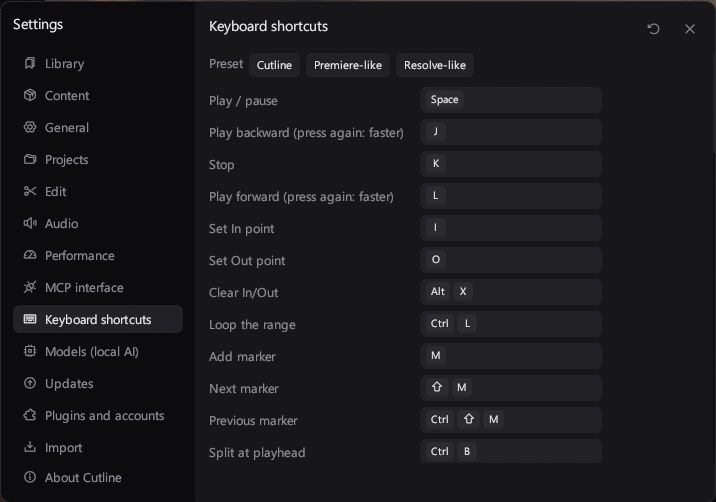 Settings
Library
Content
General
Projects
Edit
Audio
Performance
MCP interface
Keyboard shortcuts
Models (local AI)
Updates
Plugins and accounts
Import
About Cutline
Keyboard shortcuts
Preset Cutline Premiere-like Resolve-like
Play / pause Space
Play backward (press again: faster) J
Stop K
Play forward (press again: faster) L
Set In point I
Set Out point O
Clear In/Out Alt X
Loop the range Ctrl L
Add marker M
Next marker ⇧ M
Previous marker Ctrl ⇧ M
Split at playhead Ctrl B